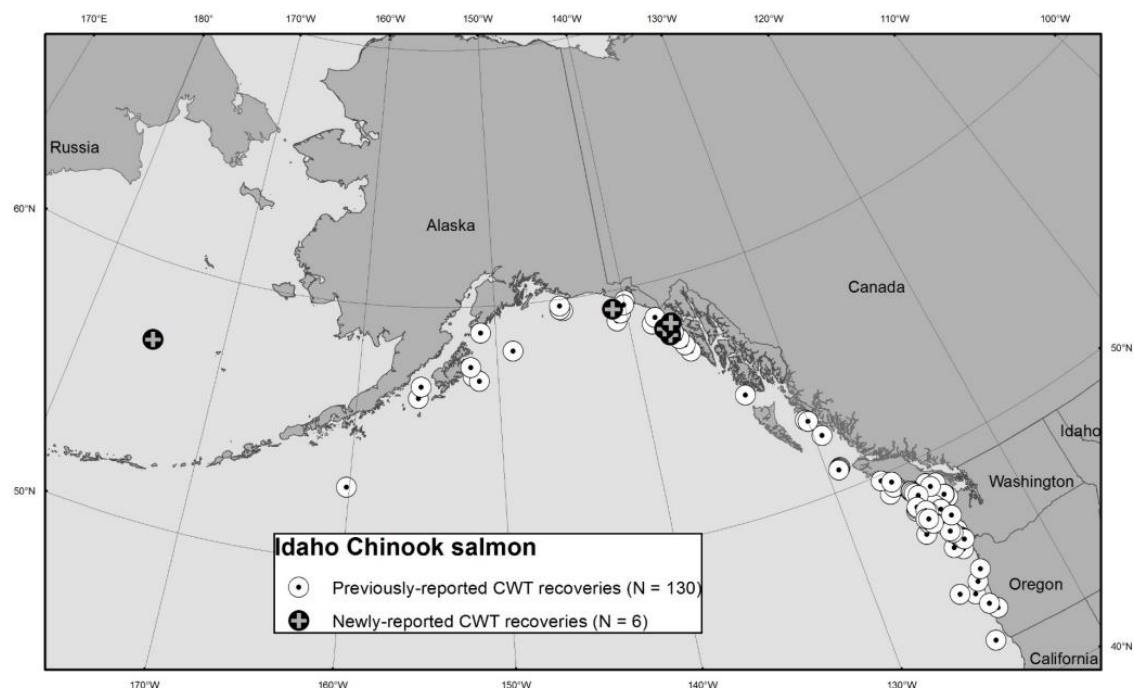 170°E 180° 170°W 160°W 150°W 140°W 130°W 120°W 110°W 100°W
Russia
60°N
Alaska
Canada
50°N
Idaho
Washington
50°N
Idaho Chinook salmon
Previously-reported CWT recoveries (N = 130)
Newly-reported CWT recoveries (N = 6)
Oregon
40°N
California
170°W 160°W 150°W 140°W 130°W